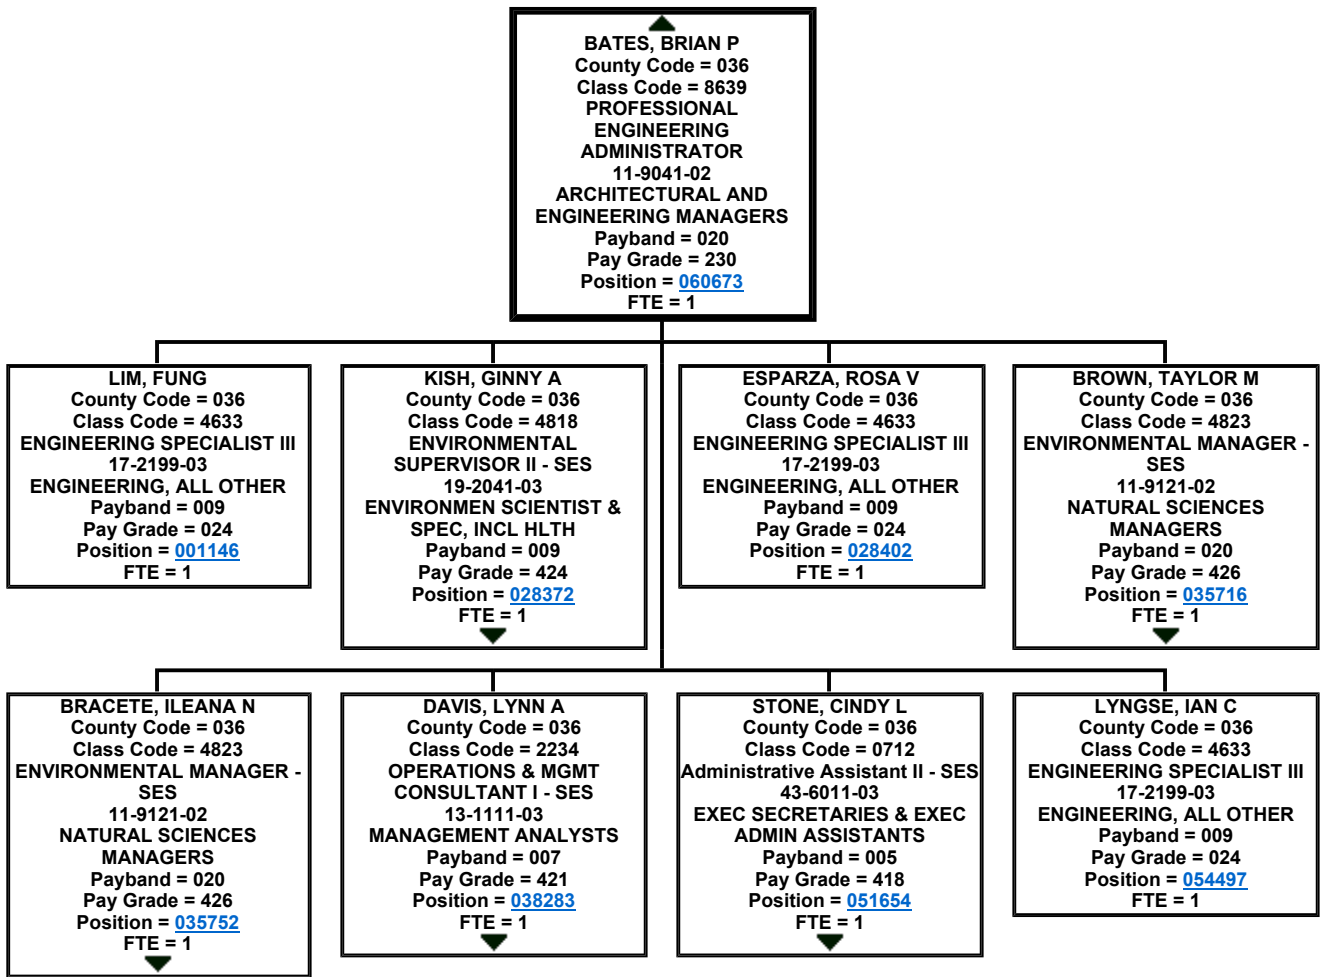 BATES, BRIAN P
County Code = 036
Class Code = 8639
PROFESSIONAL
ENGINEERING
ADMINISTRATOR
11-9041-02
ARCHITECTURAL AND
ENGINEERING MANAGERS
Payband = 020
Pay Grade = 230
Position = 060673
FTE = 1
LIM, FUNG
County Code = 036
Class Code = 4633
ENGINEERING SPECIALIST III
17-2199-03
ENGINEERING, ALL OTHER
Payband = 009
Pay Grade = 024
Position = 001146
FTE = 1
KISH, GINNY A
County Code = 036
Class Code = 4818
ENVIRONMENTAL
SUPERVISOR II - SES
19-2041-03
ENVIRONMEN SCIENTIST &
SPEC, INCL HLTH
Payband = 009
Pay Grade = 424
Position = 028372
FTE = 1
ESPARZA, ROSA V
County Code = 036
Class Code = 4633
ENGINEERING SPECIALIST III
17-2199-03
ENGINEERING, ALL OTHER
Payband = 009
Pay Grade = 024
Position = 028402
FTE = 1
BROWN, TAYLOR M
County Code = 036
Class Code = 4823
ENVIRONMENTAL MANAGER -
SES
11-9121-02
NATURAL SCIENCES
MANAGERS
Payband = 020
Pay Grade = 426
Position = 035716
FTE = 1
BRACETE, ILEANA N
County Code = 036
Class Code = 4823
ENVIRONMENTAL MANAGER -
SES
11-9121-02
NATURAL SCIENCES
MANAGERS
Payband = 020
Pay Grade = 426
Position = 035752
FTE = 1
DAVIS, LYNN A
County Code = 036
Class Code = 2234
OPERATIONS & MGMT
CONSULTANT I - SES
13-1111-03
MANAGEMENT ANALYSTS
Payband = 007
Pay Grade = 421
Position = 038283
FTE = 1
STONE, CINDY L
County Code = 036
Class Code = 0712
Administrative Assistant II - SES
43-6011-03
EXEC SECRETARIES & EXEC
ADMIN ASSISTANTS
Payband = 005
Pay Grade = 418
Position = 051654
FTE = 1
LYNGSE, IAN C
County Code = 036
Class Code = 4633
ENGINEERING SPECIALIST III
17-2199-03
ENGINEERING, ALL OTHER
Payband = 009
Pay Grade = 024
Position = 054497
FTE = 1